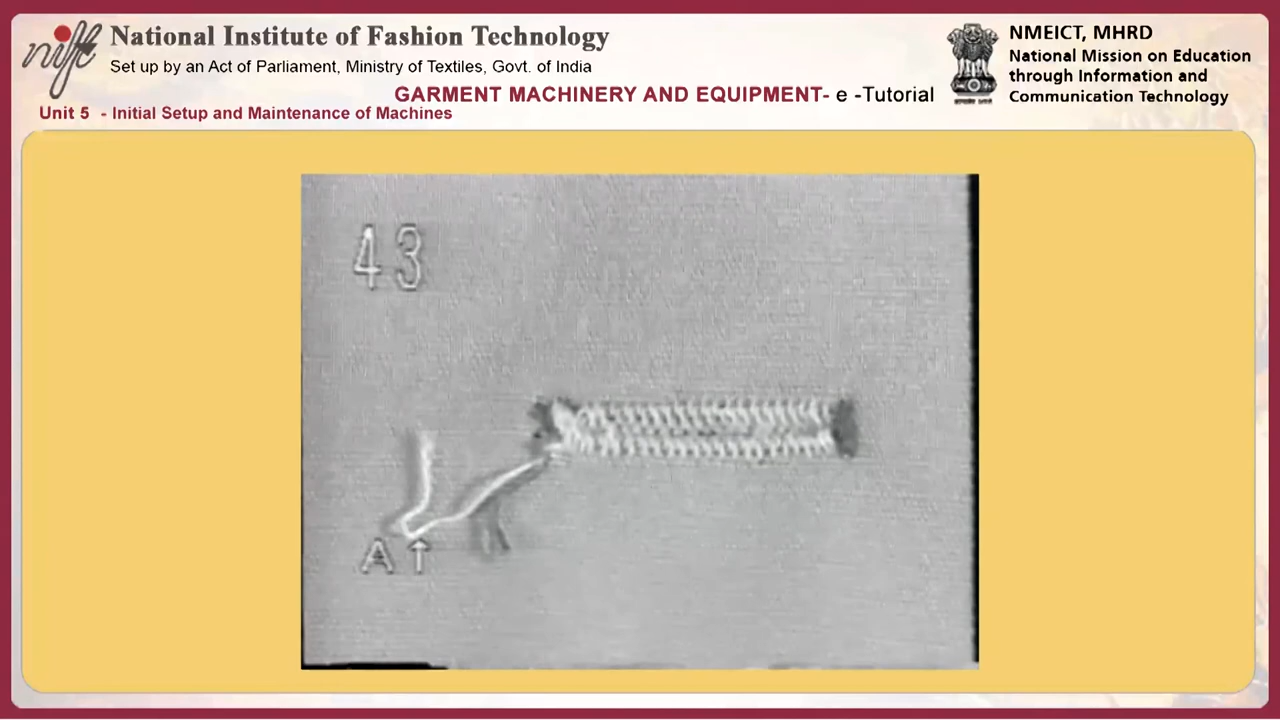 nift
National Institute of Fashion Technology
Set up by an Act of Parliament, Ministry of Textiles, Govt. of India
GARMENT MACHINERY AND EQUIPMENT- e -Tutorial
Unit 5 - Initial Setup and Maintenance of Machines
NMEICT, MHRD
National Mission on Education
through Information and
Communication Technology
43
A↑